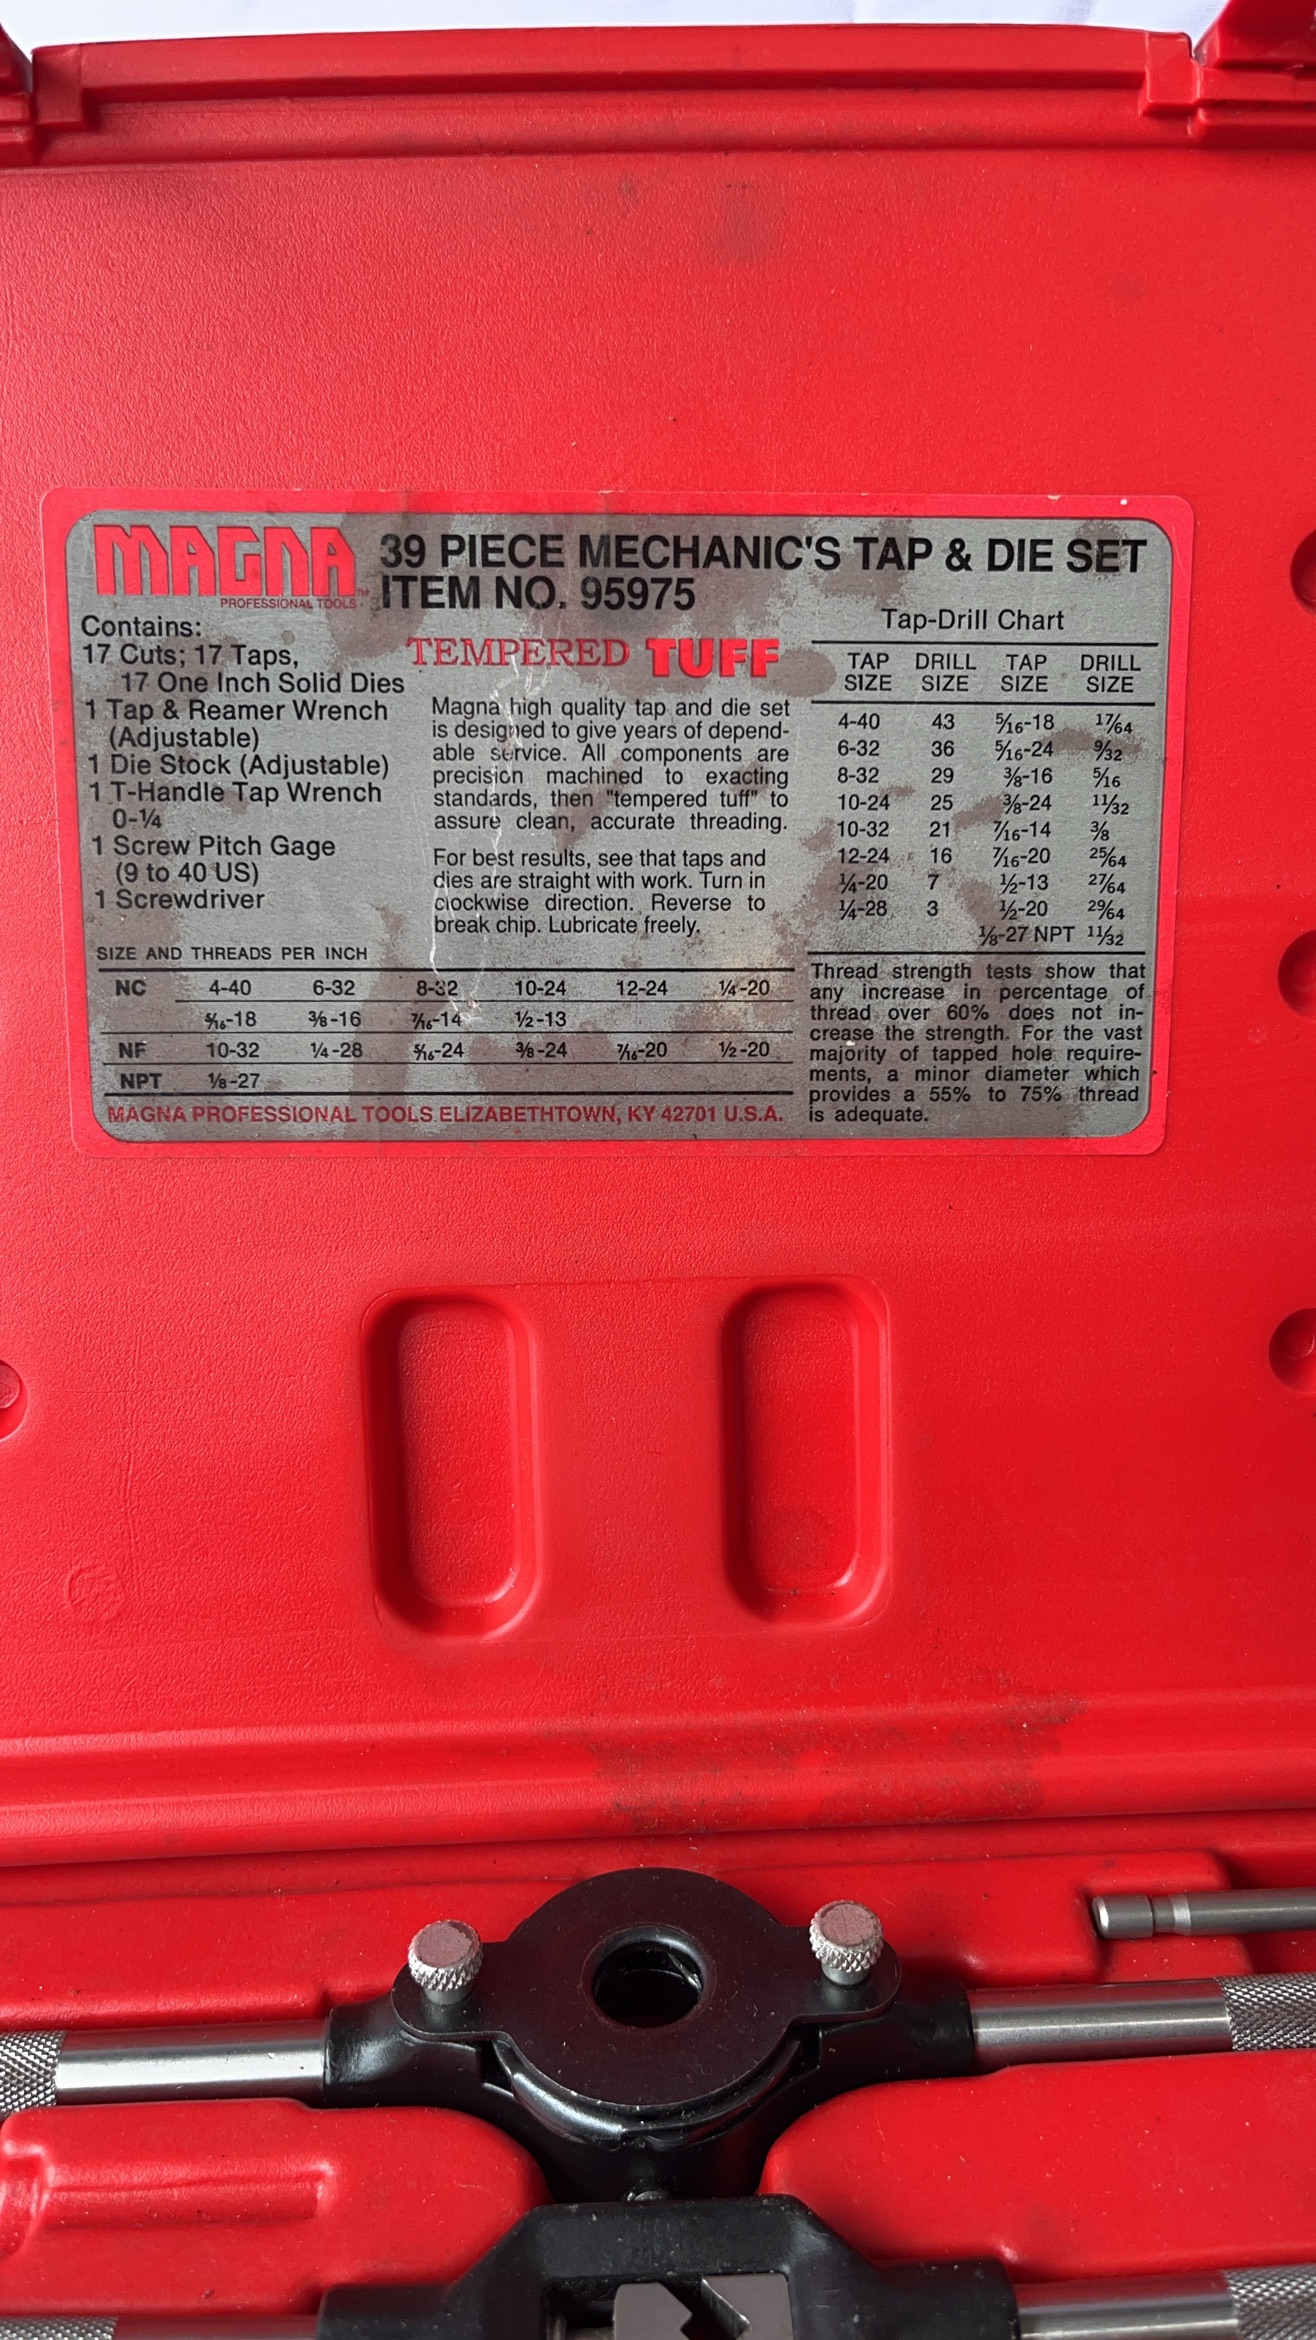 MAGNA
PROFESSIONAL TOOLS
39 PIECE MECHANIC'S TAP & DIE SET
ITEM NO. 95975
Contains:
17 Cuts; 17 Taps,
17 One Inch Solid Dies
1 Tap & Reamer Wrench
(Adjustable)
1 Die Stock (Adjustable)
1 T-Handle Tap Wrench
0-¼
1 Screw Pitch Gage
(9 to 40 US)
1 Screwdriver
TEMPERED TUFF
Magna high quality tap and die set
is designed to give years of depend-
able service. All components are
precision machined to exacting
standards, then "tempered tuff" to
assure clean, accurate threading.
For best results, see that taps and
dies are straight with work. Turn in
clockwise direction. Reverse to
break chip. Lubricate freely.
Tap-Drill Chart
TAP DRILL TAP DRILL
SIZE SIZE SIZE SIZE
4-40 43 5/16-18 17/64
6-32 36 5/16-24 9/32
8-32 29 3/8-16 5/16
10-24 25 3/8-24 11/32
10-32 21 7/16-14 3/8
12-24 16 7/16-20 25/64
¼-20 7 ½-13 27/64
¼-28 3 ½-20 29/64
1/8-27 NPT 11/32
SIZE AND THREADS PER INCH
NC 4-40 6-32 8-32 10-24 12-24 ¼-20
5/16-18 3/8-16 7/16-14 ½-13
NF 10-32 ¼-28 5/16-24 3/8-24 7/16-20 ½-20
NPT 1/8-27
MAGNA PROFESSIONAL TOOLS ELIZABETHTOWN, KY 42701 U.S.A.
Thread strength tests show that
any increase in percentage of
thread over 60% does not in-
crease the strength. For the vast
majority of tapped hole require-
ments, a minor diameter which
provides a 55% to 75% thread
is adequate.